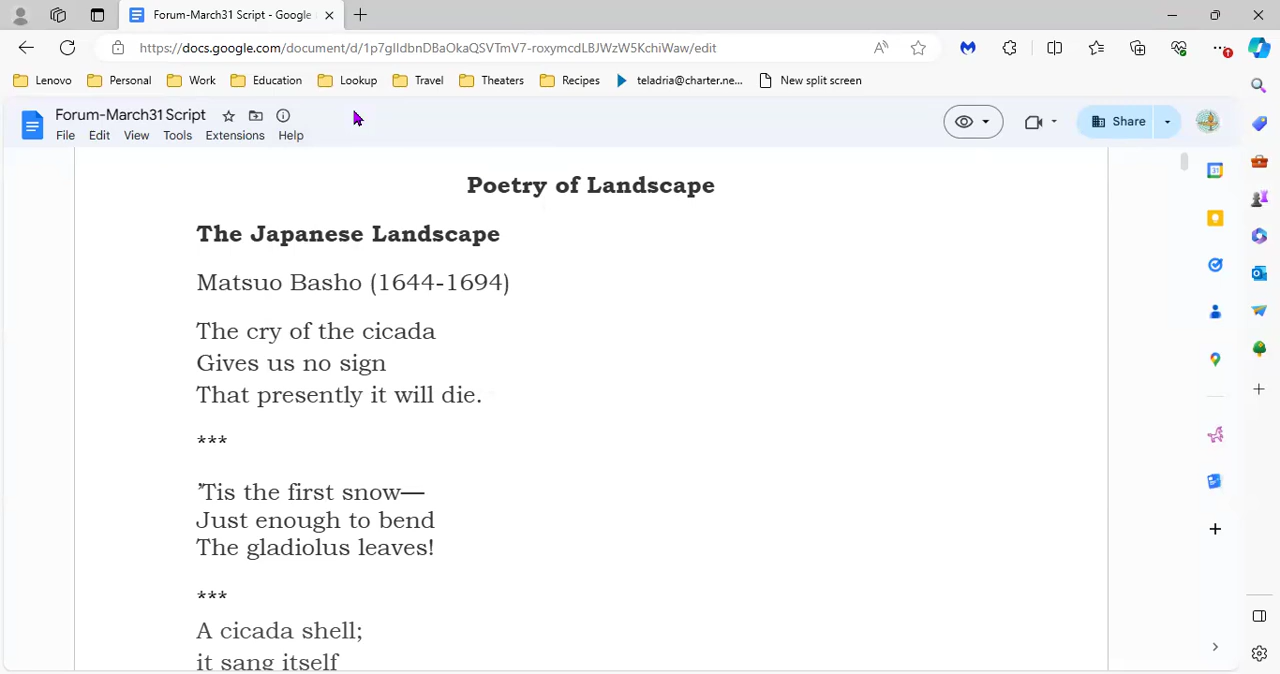 Forum-March31 Script - Google
https://docs.google.com/document/d/1p7glldbnDBaOkaQSVTmV7-roxymcdLBJWzW5KchiWaw/edit
Lenovo Personal Work Education Lookup Travel Theaters Recipes teladria@charter.ne... New split screen
Forum-March31 Script
File Edit View Tools Extensions Help
Share
Poetry of Landscape
The Japanese Landscape
Matsuo Basho (1644-1694)
The cry of the cicada
Gives us no sign
That presently it will die.
***
’Tis the first snow—
Just enough to bend
The gladiolus leaves!
***
A cicada shell;
it sang itself